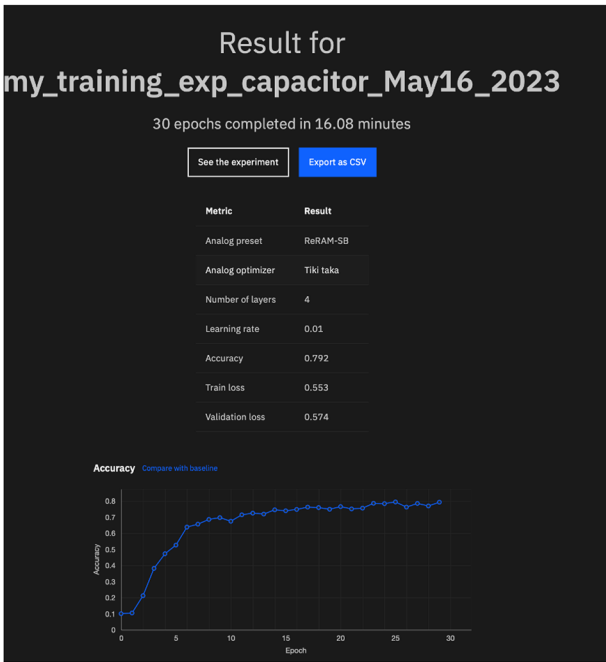 Result for
my_training_exp_capacitor_May16_2023
30 epochs completed in 16.08 minutes
See the experiment Export as CSV
Metric Result
Analog preset ReRAM-SB
Analog optimizer Tiki taka
Number of layers 4
Learning rate 0.01
Accuracy 0.792
Train loss 0.553
Validation loss 0.574
Accuracy Compare with baseline
0.8
0.7
0.6
0.5
0.4
0.3
0.2
0.1
0
Accuracy
0 5 10 15 20 25 30
Epoch